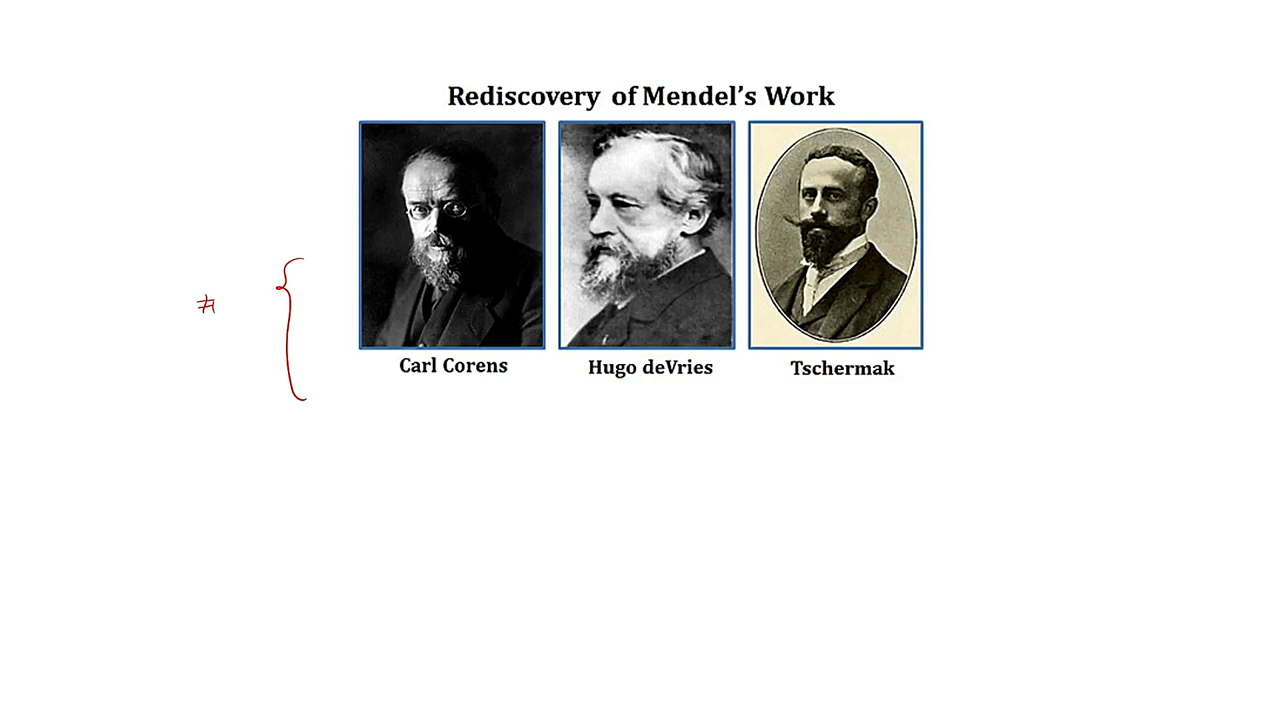 Rediscovery of Mendel's Work
#
Carl Corens
Hugo deVries
Tschermak